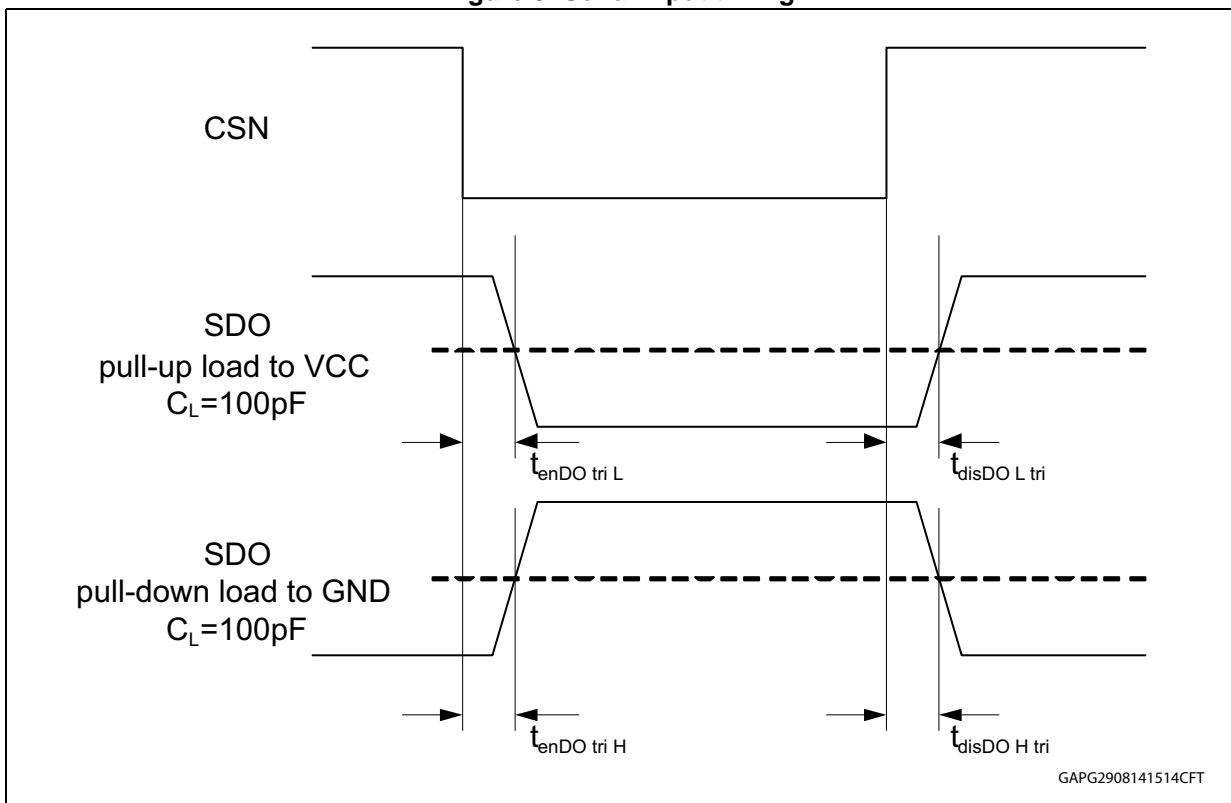 CSN
SDO
pull-up load to VCC
CL=100pF
tenDO tri L
tdisDO L tri
SDO
pull-down load to GND
CL=100pF
tenDO tri H
tdisDO H tri
GAPG2908141514CFT